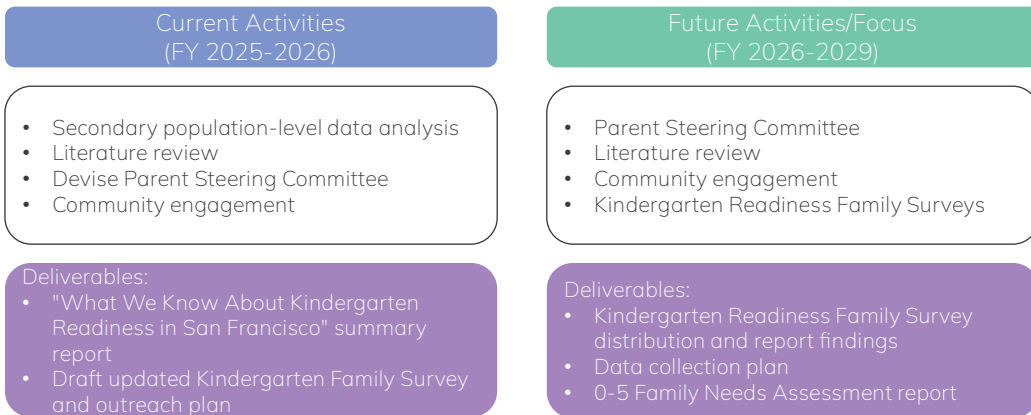 Current Activities
(FY 2025-2026)
• Secondary population-level data analysis
• Literature review
• Devise Parent Steering Committee
• Community engagement
Deliverables:
• "What We Know About Kindergarten
Readiness in San Francisco" summary
report
• Draft updated Kindergarten Family Survey
and outreach plan
Future Activities/Focus
(FY 2026-2029)
• Parent Steering Committee
• Literature review
• Community engagement
• Kindergarten Readiness Family Surveys
Deliverables:
• Kindergarten Readiness Family Survey
distribution and report findings
• Data collection plan
• 0-5 Family Needs Assessment report